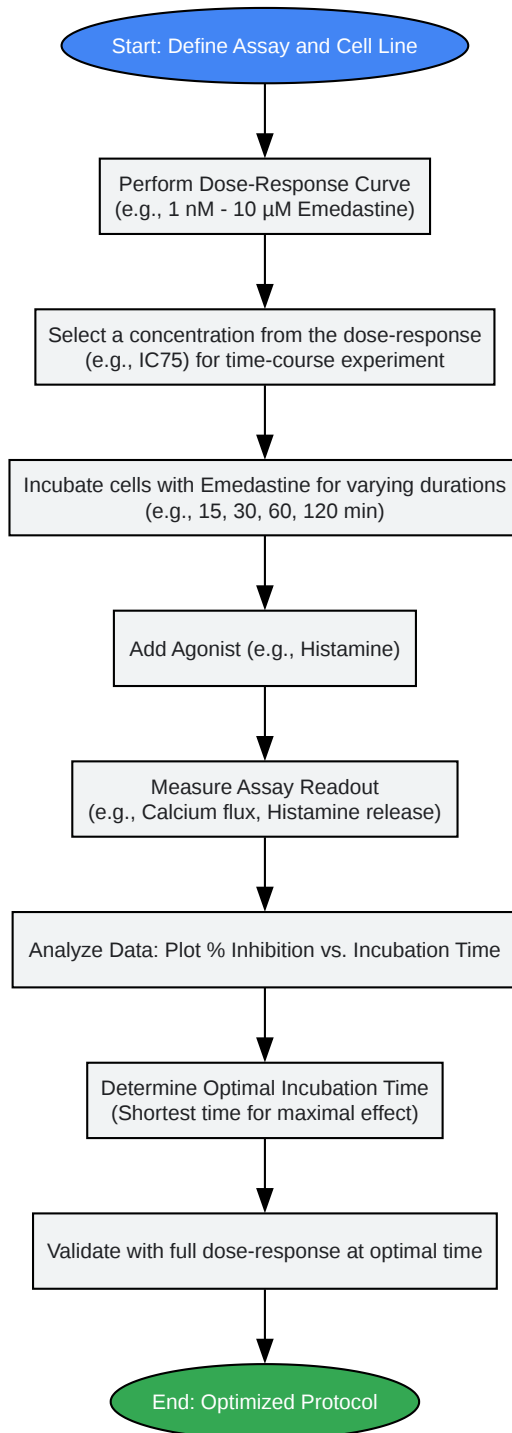 Start: Define Assay and Cell Line
Perform Dose-Response Curve
(e.g., 1 nM - 10 µM Emedastine)
Select a concentration from the dose-response
(e.g., IC75) for time-course experiment
Incubate cells with Emedastine for varying durations
(e.g., 15, 30, 60, 120 min)
Add Agonist (e.g., Histamine)
Measure Assay Readout
(e.g., Calcium flux, Histamine release)
Analyze Data: Plot % Inhibition vs. Incubation Time
Determine Optimal Incubation Time
(Shortest time for maximal effect)
Validate with full dose-response at optimal time
End: Optimized Protocol